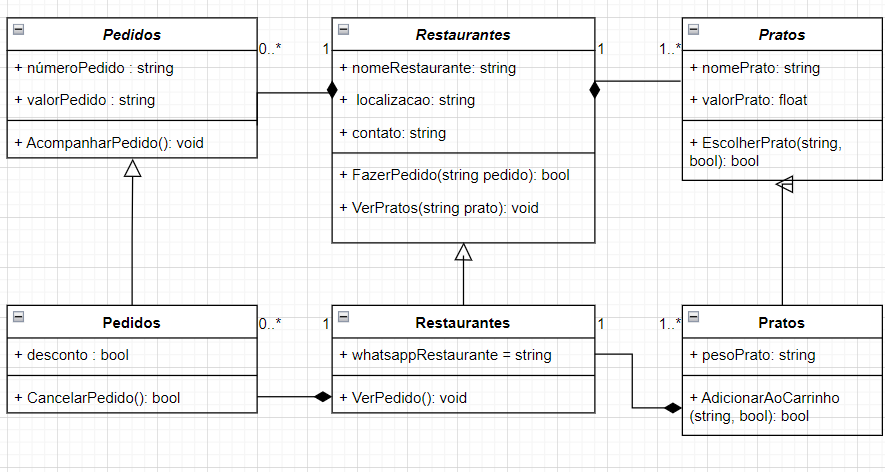 Pedidos
+ númeroPedido : string
+ valorPedido : string
+ AcompanharPedido(): void
0..*
1
Restaurantes
+ nomeRestaurante: string
+ localizacao: string
+ contato: string
+ FazerPedido(string pedido): bool
+ VerPratos(string prato): void
1
1..*
Pratos
+ nomePrato: string
+ valorPrato: float
+ EscolherPrato(string,
bool): bool
Pedidos
+ desconto : bool
+ CancelarPedido(): bool
0..*
1
Restaurantes
+ whatsappRestaurante = string
+ VerPedido(): void
1
1..*
Pratos
+ pesoPrato: string
+ AdicionarAoCarrinho
(string, bool): bool